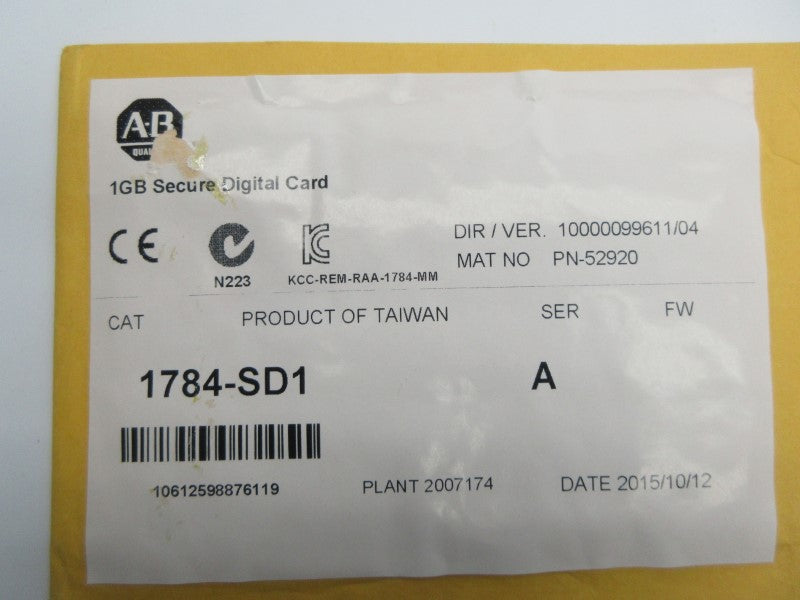 A-B
1GB Secure Digital Card
CE
N223
KCC-REM-RAA-1784-MM
DIR / VER. 10000099611/04
MAT NO PN-52920
CAT PRODUCT OF TAIWAN SER FW
1784-SD1 A
10612598876119 PLANT 2007174 DATE 2015/10/12